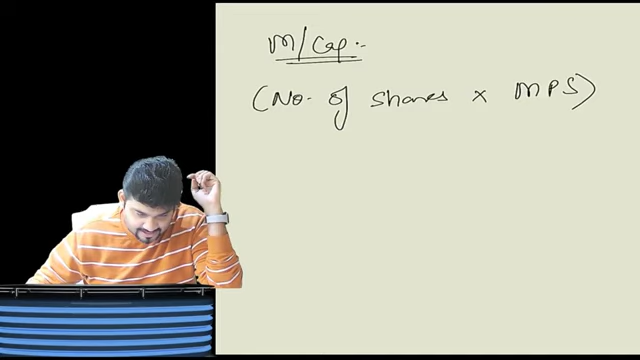 M/Cap:-
(No. of shares × MPS)